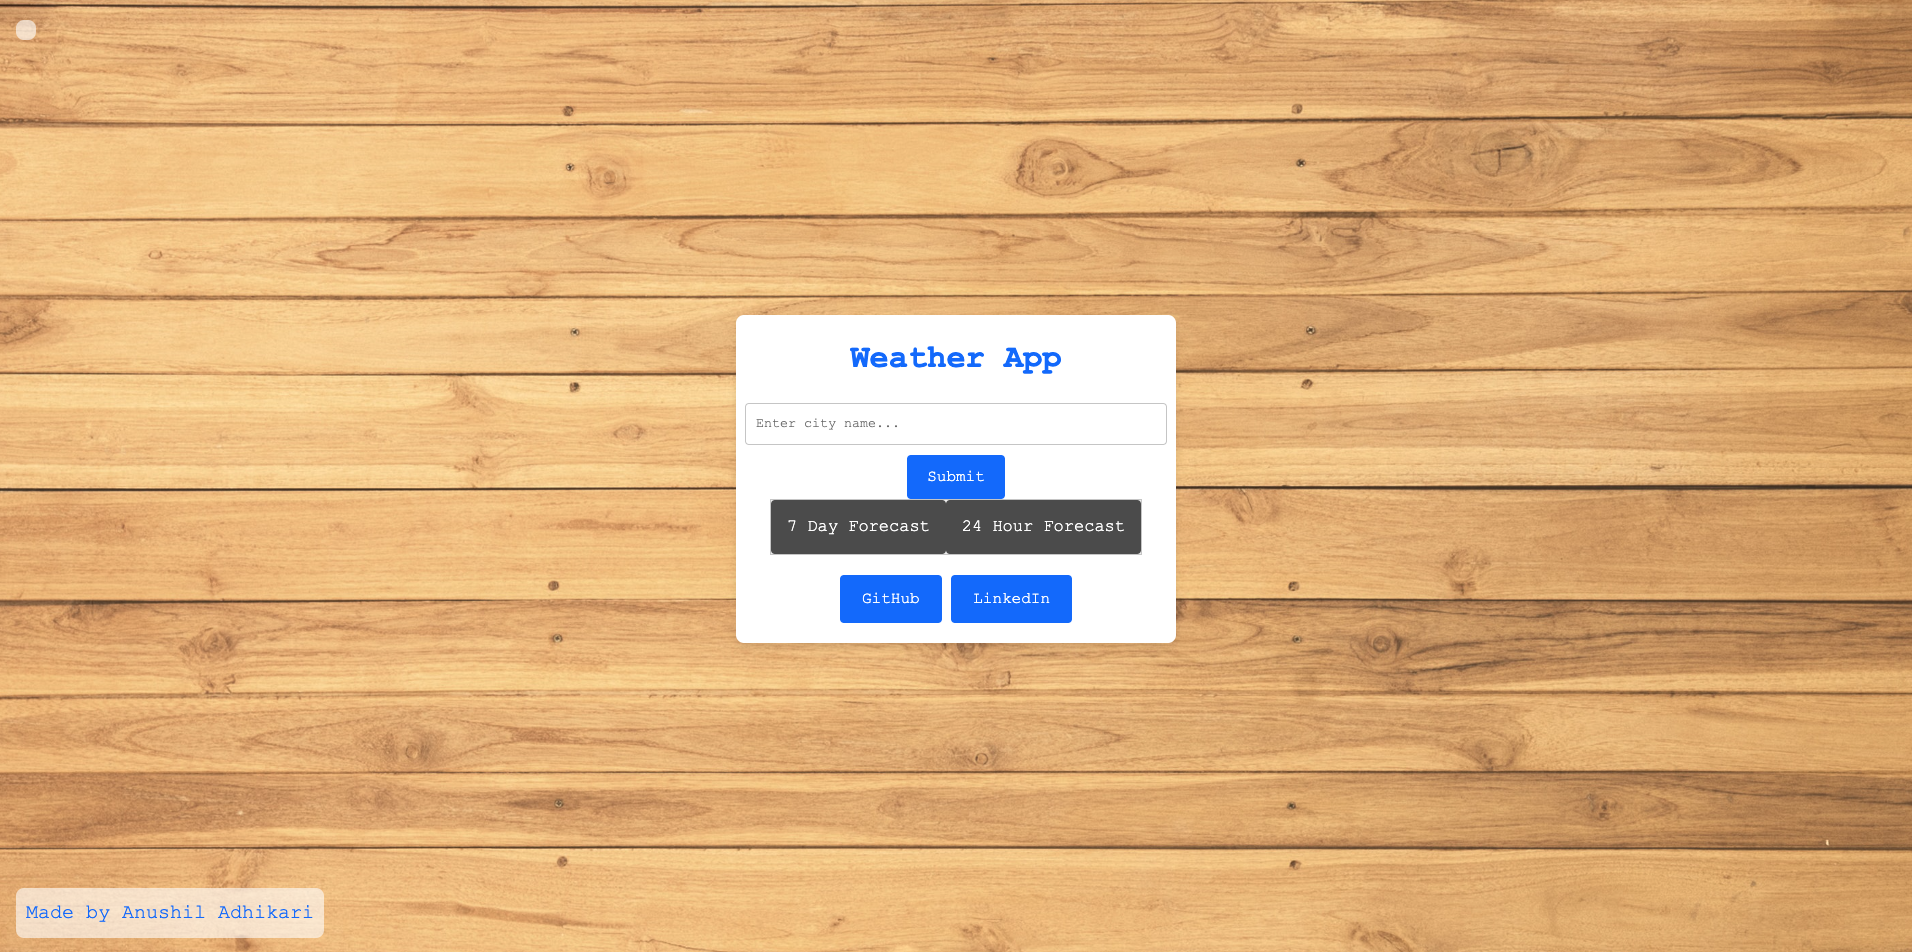 Weather App
Enter city name...
Submit
7 Day Forecast 24 Hour Forecast
GitHub LinkedIn
Made by Anushil Adhikari